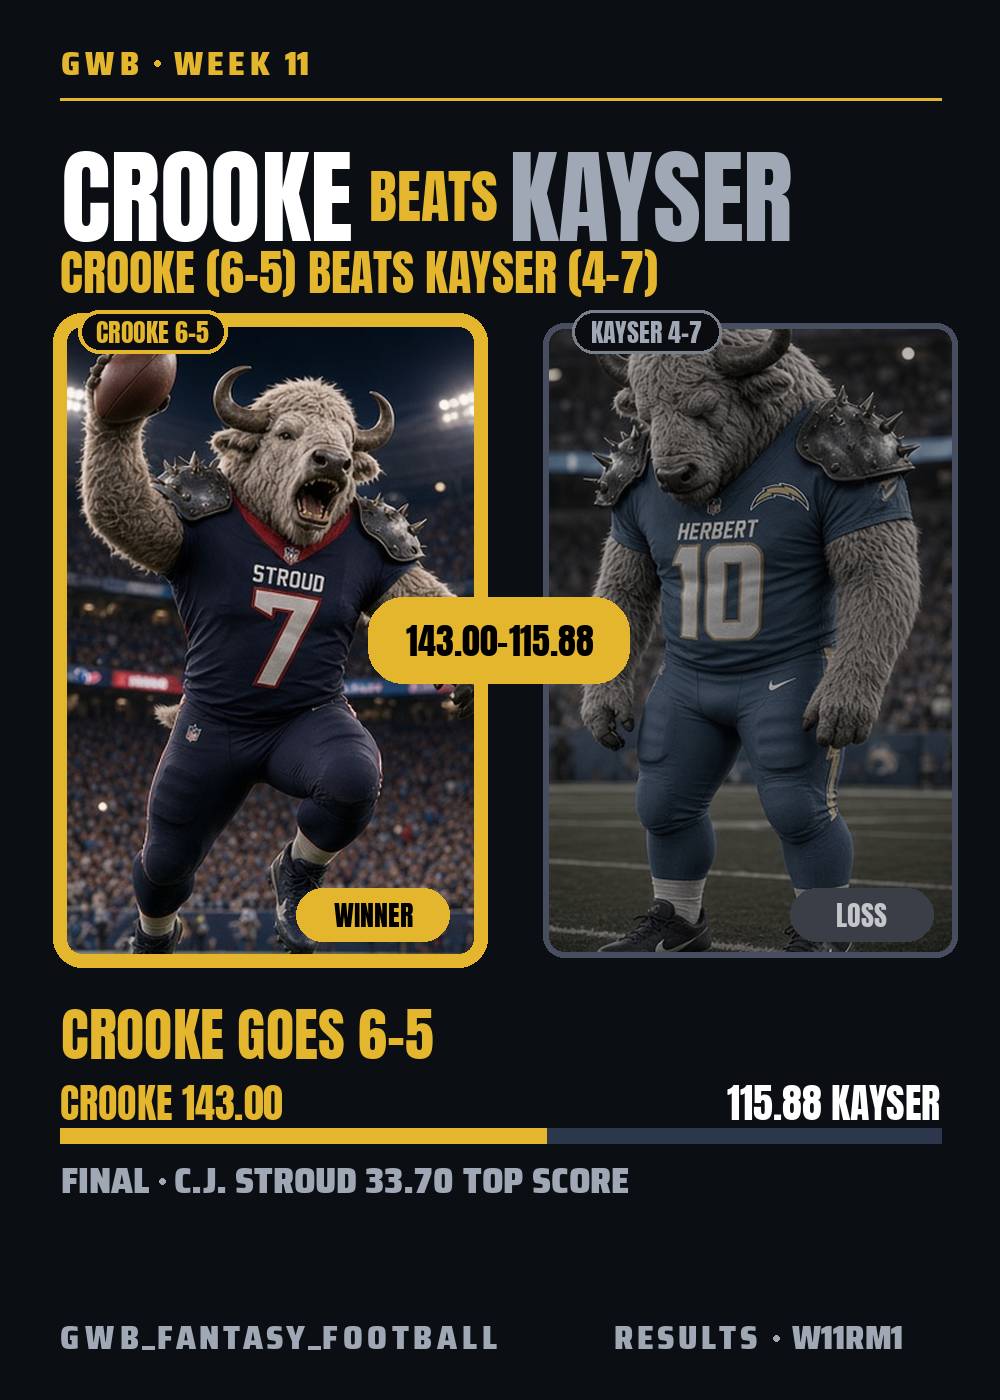 GWB · WEEK 11
CROOKE BEATS KAYSER
CROOKE (6-5) BEATS KAYSER (4-7)
CROOKE 6-5
KAYSER 4-7
STROUD
7
HERBERT
10
143.00-115.88
WINNER
LOSS
CROOKE GOES 6-5
CROOKE 143.00
115.88 KAYSER
FINAL · C.J. STROUD 33.70 TOP SCORE
GWB_FANTASY_FOOTBALL
RESULTS · W11RM1